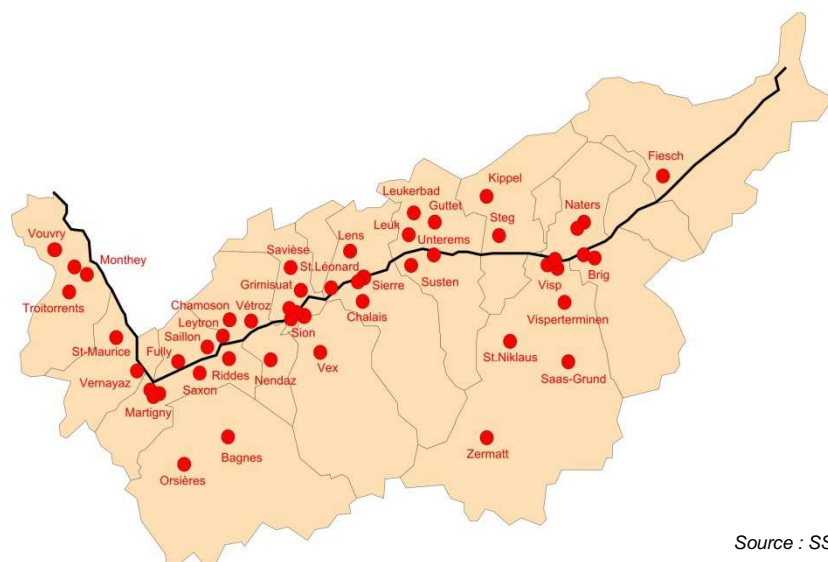 Fiesch
Kippel
Leukerbad
Guttet
Naters
Leuk
Steg
Lens
Vouvry
Unterems
Savièse
Monthey
St.Léonard
Brig
Visp
Susten
Sierre
Grimisuat
Troitorrents
Chamoson
Vétroz
Chalais
Visperterminen
Leytron
Sion
Saillon
St-Maurice
Fully
St.Niklaus
Vex
Saas-Grund
Riddes
Nendaz
Vernayaz
Saxon
Martigny
Zermatt
Bagnes
Orsières
Source : SS